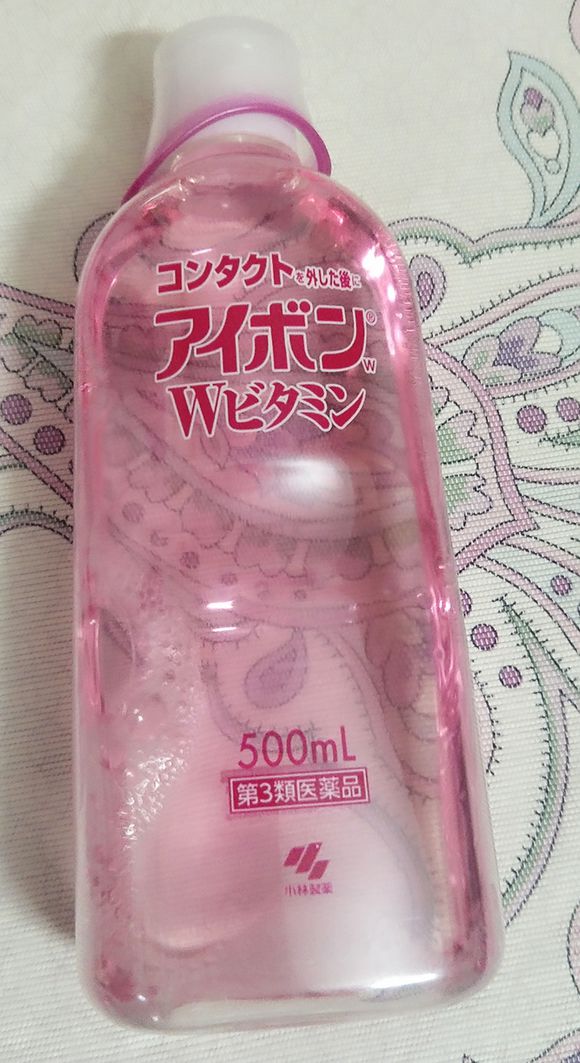 コンタクトを外した後に
アイボン®W
Wビタミン
500mL
第3類医薬品
小林製薬